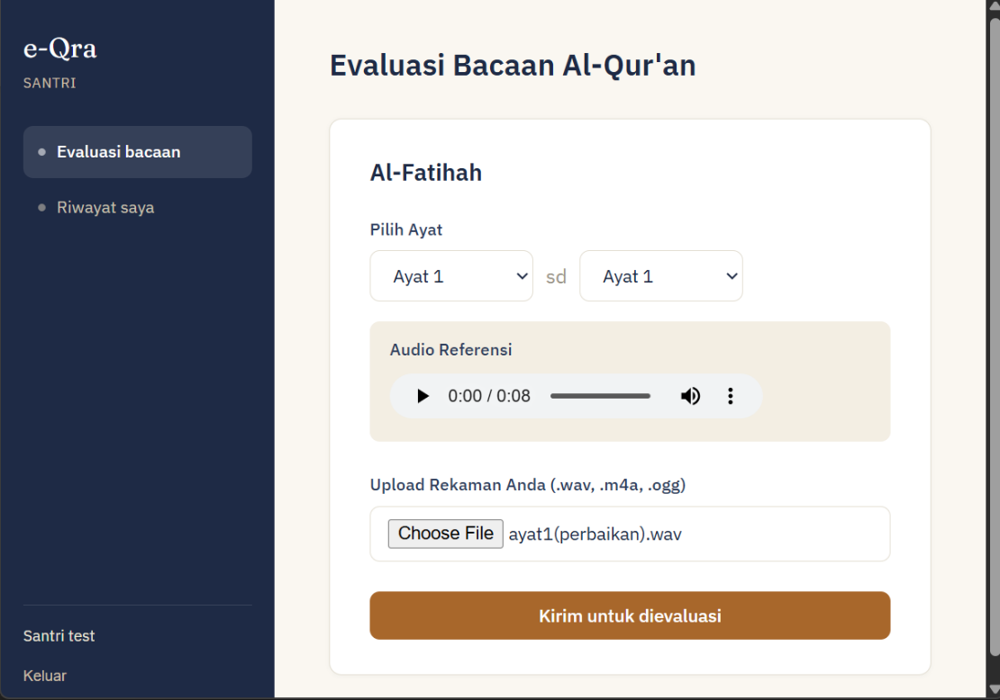 e-Qra
SANTRI
Evaluasi bacaan
Riwayat saya
Santri test
Keluar
Evaluasi Bacaan Al-Qur'an
Al-Fatihah
Pilih Ayat
Ayat 1 sd Ayat 1
Audio Referensi
0:00 / 0:08
Upload Rekaman Anda (.wav, .m4a, .ogg)
Choose File ayat1(perbaikan).wav
Kirim untuk dievaluasi